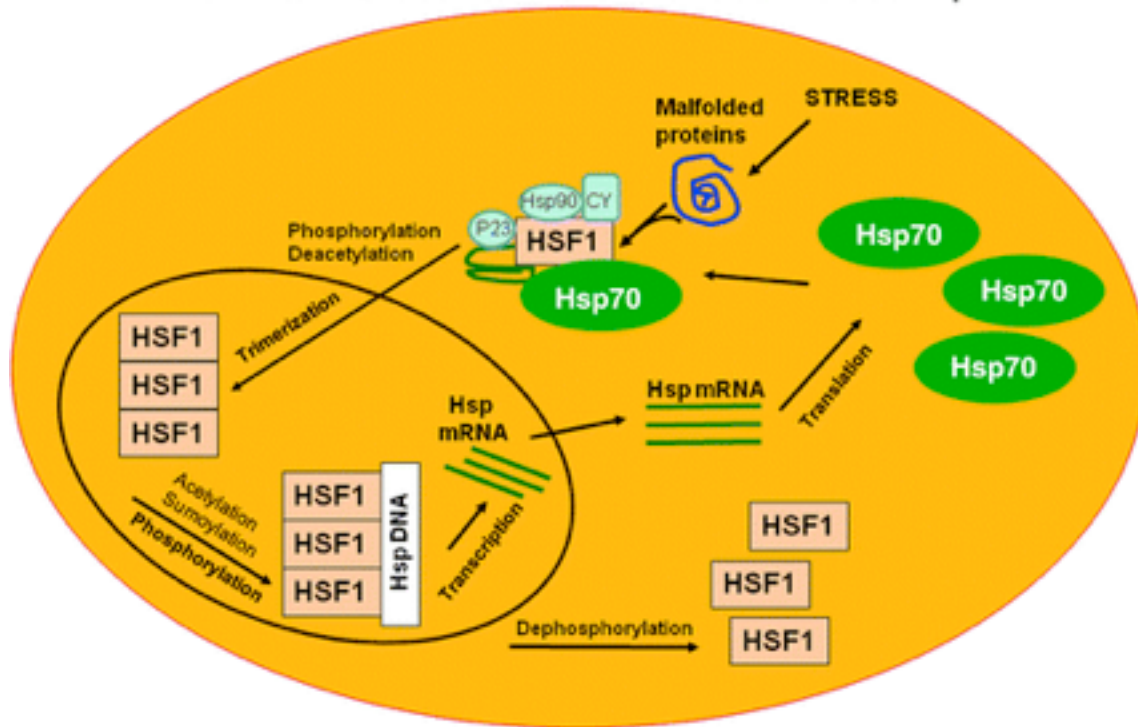 STRESS
Malfolded
proteins
Hsp90
CY
P23
HSF1
Hsp70
Hsp70
Hsp70
Hsp70
Phosphorylation
Deacetylation
Trimerization
HSF1
HSF1
HSF1
Acelylation
Sumoylation
Phosphorylation
HSF1
HSF1
HSF1
Hsp DNA
Transcription
Hsp
mRNA
Hsp mRNA
Translation
Dephosphorylation
HSF1
HSF1
HSF1